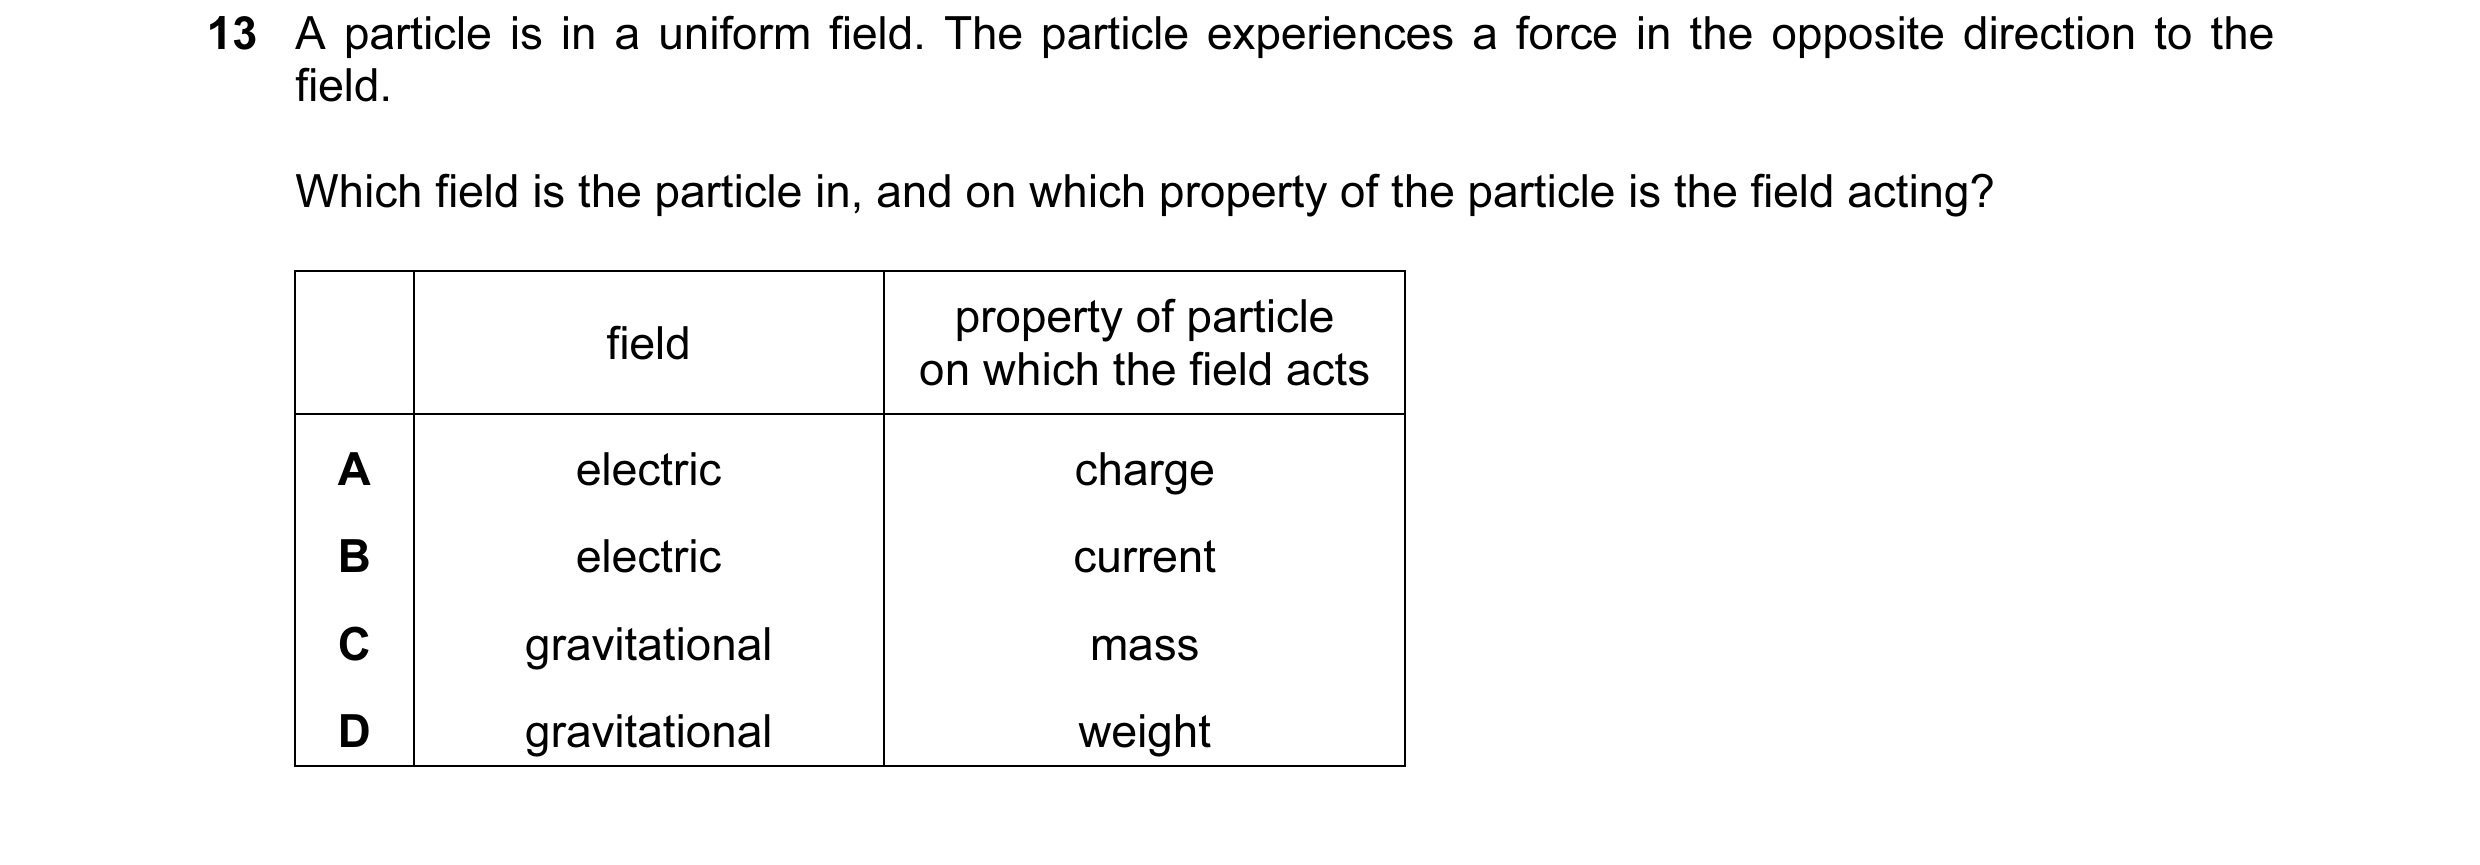 13 A particle is in a uniform field. The particle experiences a force in the opposite direction to the
field.
Which field is the particle in, and on which property of the particle is the field acting?
field
property of particle
on which the field acts
A electric charge
B electric current
C gravitational mass
D gravitational weight